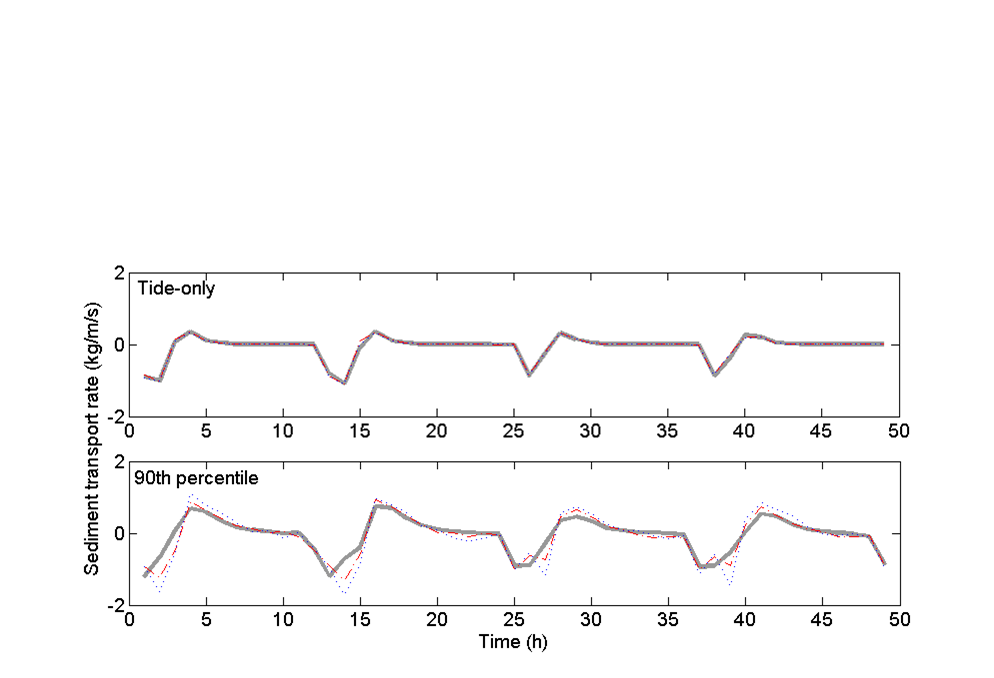 2
Tide-only
0
-2
0 5 10 15 20 25 30 35 40 45 50
Sediment transport rate (kg/m/s)
2
90th percentile
0
-2
0 5 10 15 20 25 30 35 40 45 50
Time (h)